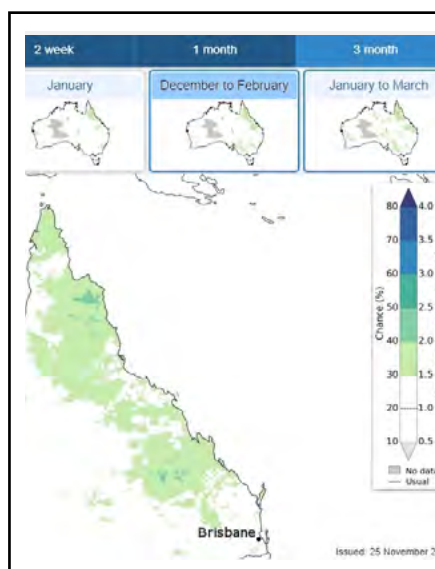 2 week 1 month 3 month
January December to February January to March
80 4.0
70 3.5
60 3.0
50 2.5
40 2.0
30 1.5
20 1.0
10 0.5
Chance (%)
No data
Usual
Brisbane
Issued: 25 November 2